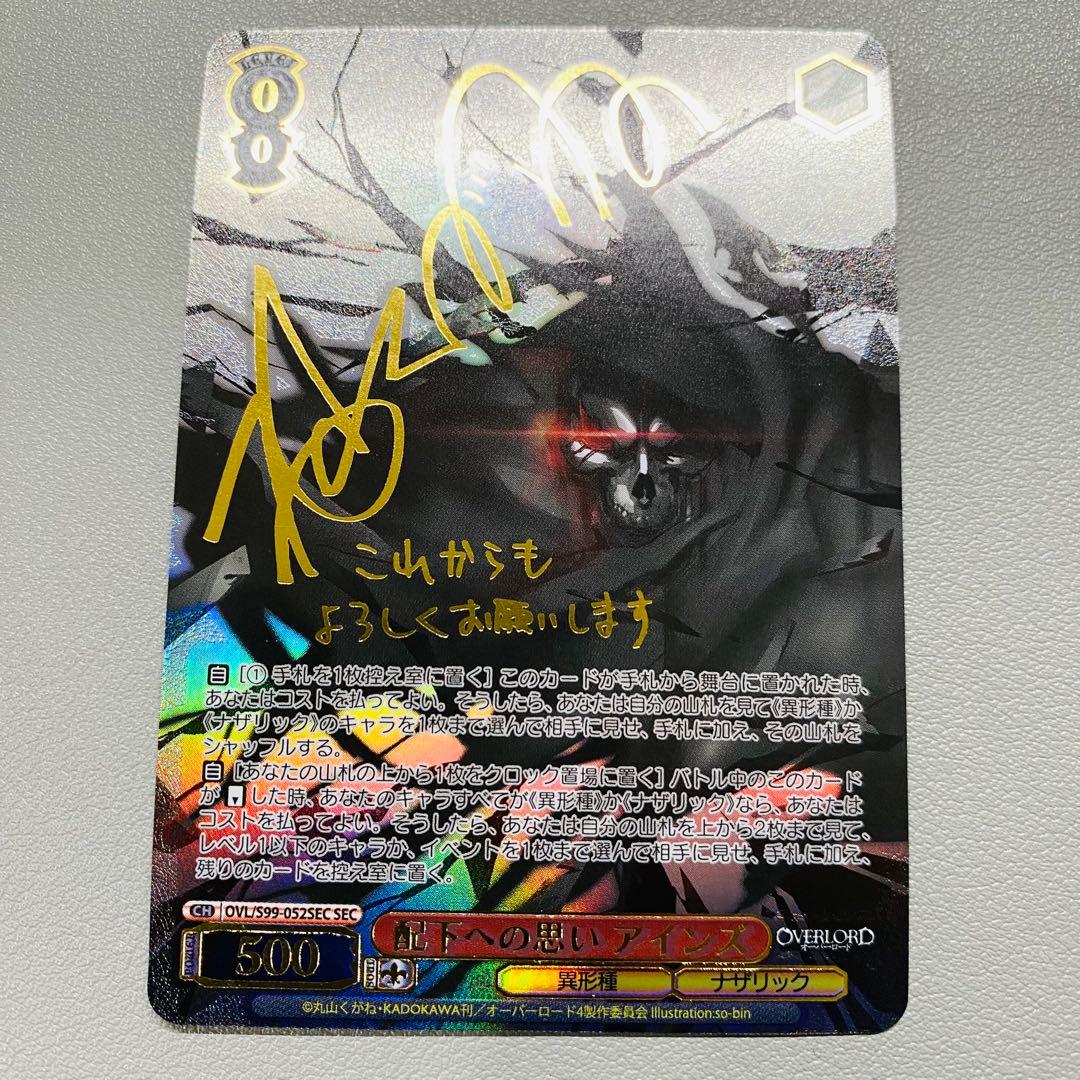 LEVEL
0
0
これからも
よろしくお願いします
自 [① 手札を1枚控え室に置く] このカードが手札から舞台に置かれた時、
あなたはコストを払ってよい。そうしたら、あなたは自分の山札を見て《異形種》か
《ナザリック》のキャラを1枚まで選んで相手に見せ、手札に加え、その山札を
シャッフルする。
自 [あなたの山札の上から1枚をクロック置場に置く] バトル中のこのカード
が した時、あなたのキャラすべてが《異形種》か《ナザリック》なら、あなたは
コストを払ってよい。そうしたら、あなたは自分の山札を上から2枚まで見て、
レベル1以下のキャラか、イベントを1枚まで選んで相手に見せ、手札に加え、
残りのカードを控え室に置く。
CH OVL/S99-052SEC SEC
500
配下への思い アインズ
OVERLORD
オーバーロード
異形種 ナザリック
©丸山くがね・KADOKAWA刊／オーバーロード4製作委員会 Illustration:so-bin